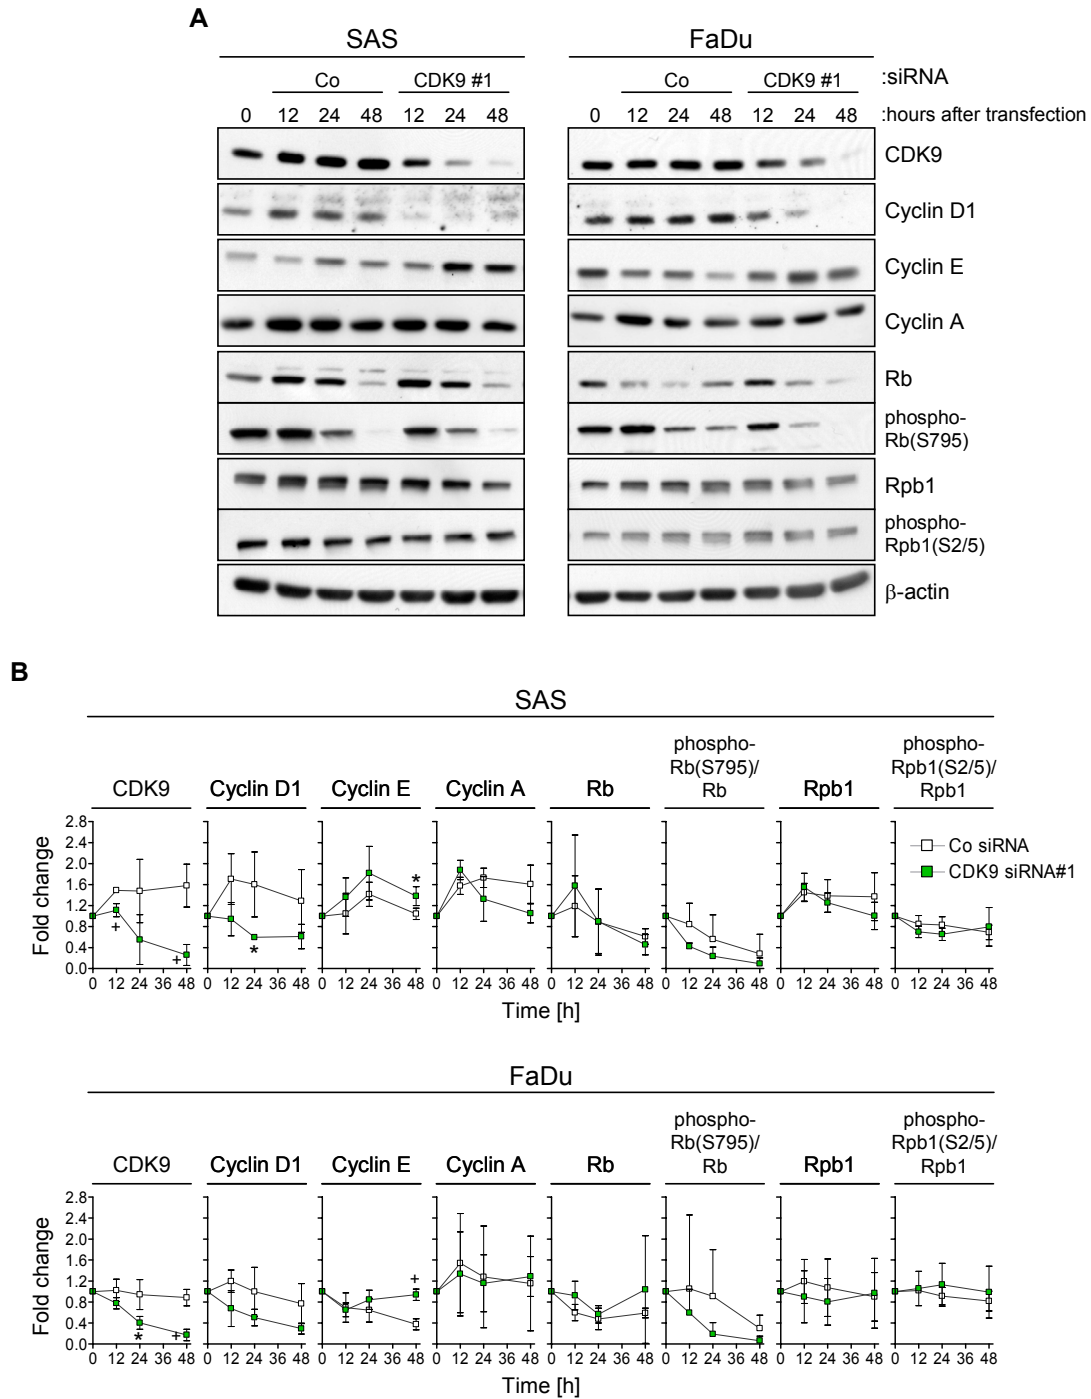 A
SAS FaDu
Co CDK9 #1 Co CDK9 #1 :siRNA
0 12 24 48 12 24 48 0 12 24 48 12 24 48 :hours after transfection
CDK9
Cyclin D1
Cyclin E
Cyclin A
Rb
phospho-
Rb(S795)
Rpb1
phospho-
Rpb1(S2/5)
β-actin
B
SAS
CDK9 Cyclin D1 Cyclin E Cyclin A Rb phospho-Rb(S795)/Rb Rpb1 phospho-Rpb1(S2/5)/Rpb1
Fold change
2.8
2.4
2.0
1.6
1.2
0.8
0.4
0.0
+ + * *
Co siRNA
CDK9 siRNA#1
0 12 24 36 48 0 12 24 36 48 0 12 24 36 48 0 12 24 36 48 0 12 24 36 48 0 12 24 36 48 0 12 24 36 48 0 12 24 36 48
Time [h]
FaDu
CDK9 Cyclin D1 Cyclin E Cyclin A Rb phospho-Rb(S795)/Rb Rpb1 phospho-Rpb1(S2/5)/Rpb1
Fold change
2.8
2.4
2.0
1.6
1.2
0.8
0.4
0.0
* + +
0 12 24 36 48 0 12 24 36 48 0 12 24 36 48 0 12 24 36 48 0 12 24 36 48 0 12 24 36 48 0 12 24 36 48 0 12 24 36 48
Time [h]